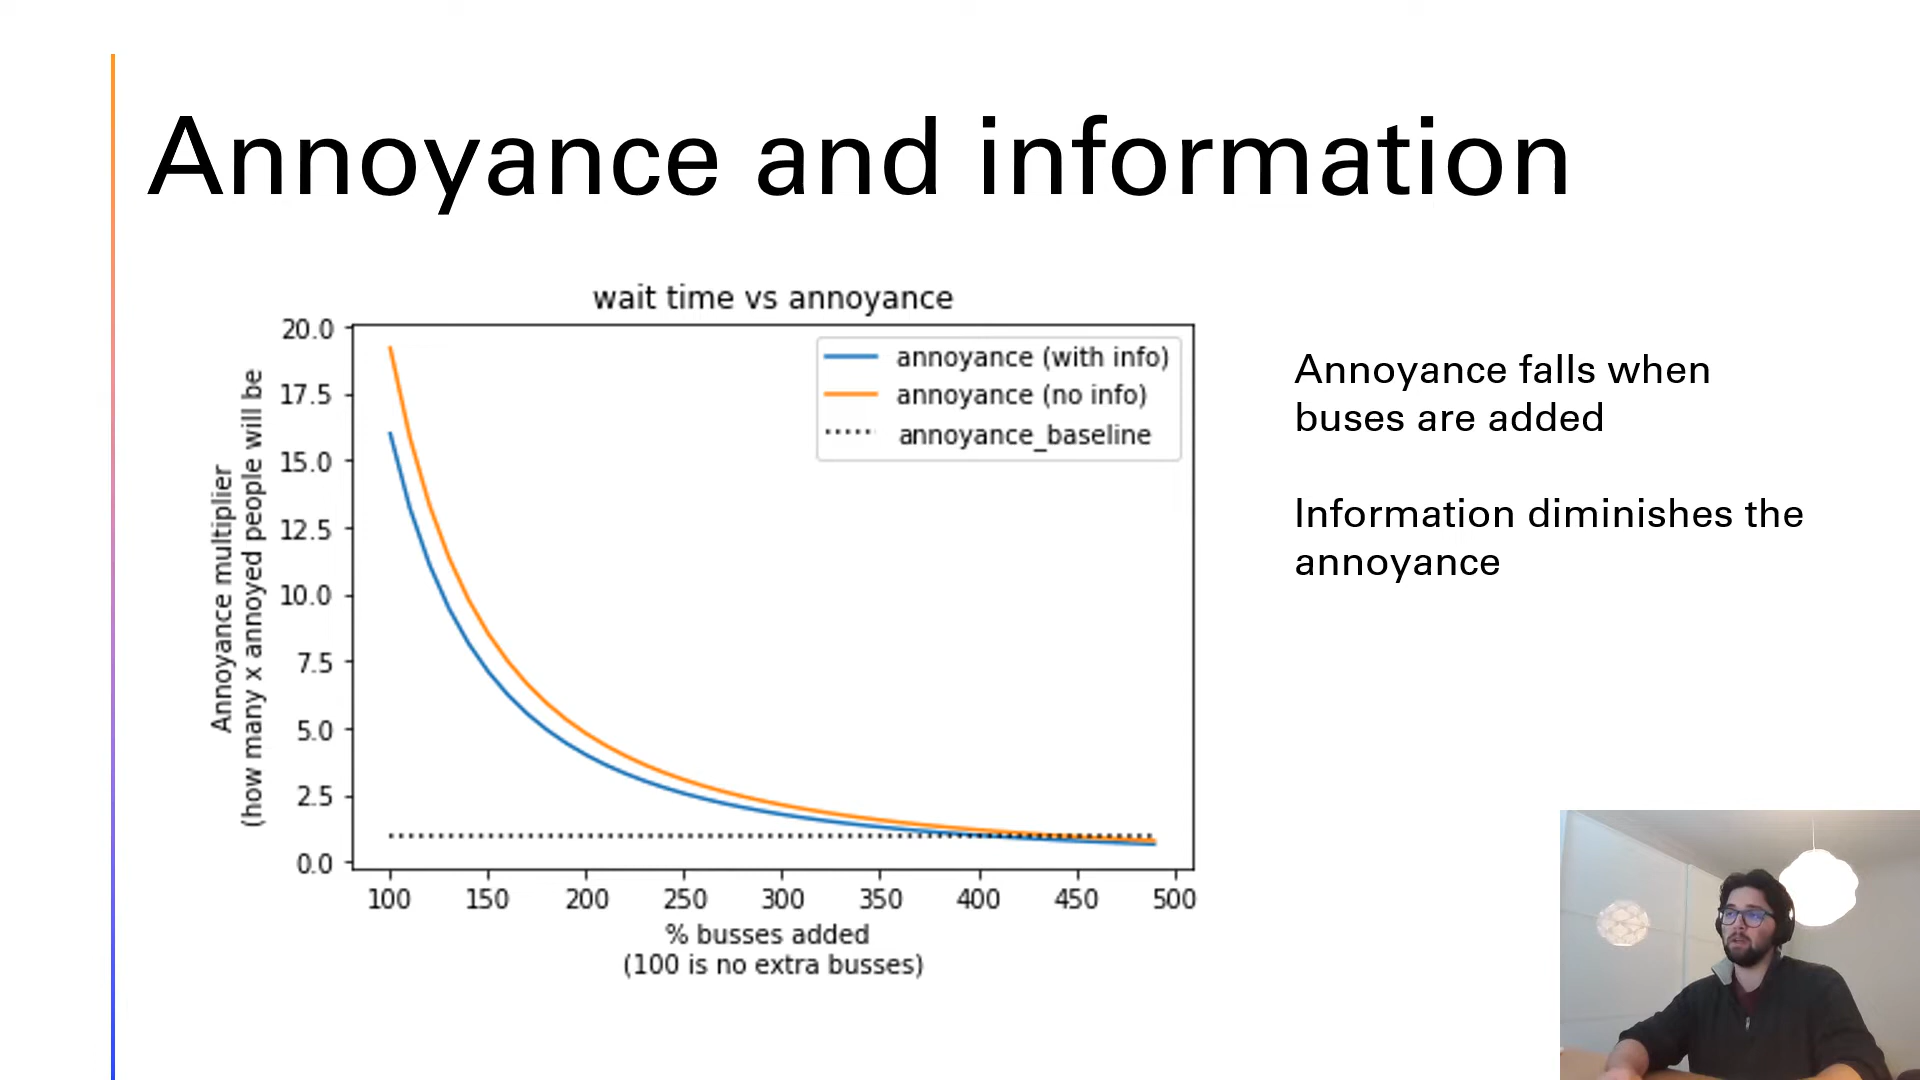 Annoyance and information
wait time vs annoyance
20.0
17.5
15.0
12.5
10.0
7.5
5.0
2.5
0.0
Annoyance multiplier
(how many x annoyed people will be
annoyance (with info)
annoyance (no info)
annoyance_baseline
100 150 200 250 300 350 400 450 500
% busses added
(100 is no extra busses)
Annoyance falls when
buses are added
Information diminishes the
annoyance